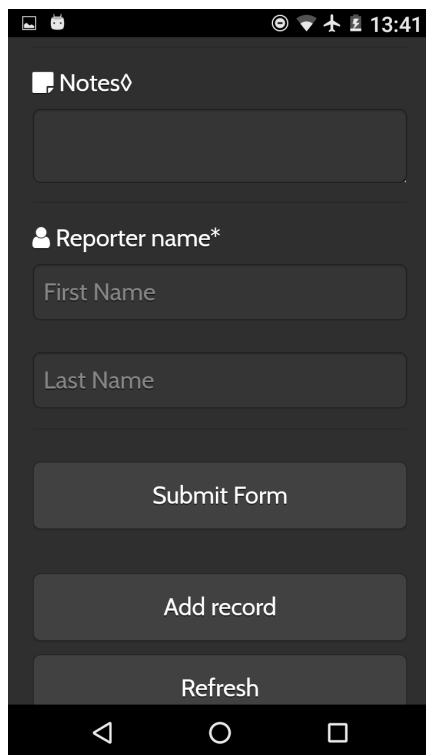 13:41
Notes◊
Reporter name*
First Name
Last Name
Submit Form
Add record
Refresh